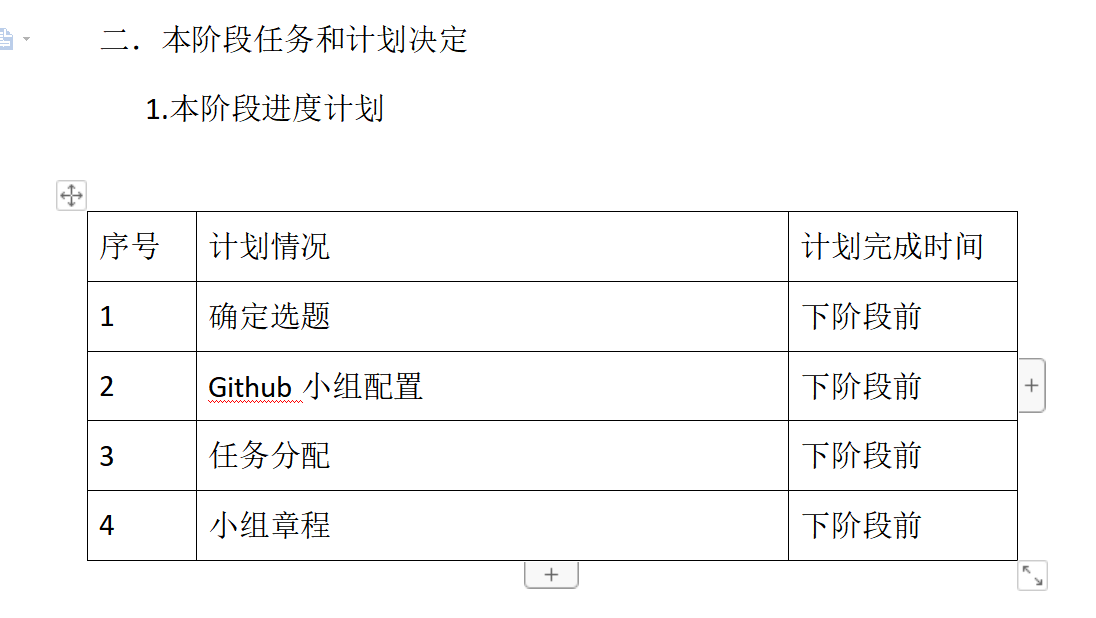 二．本阶段任务和计划决定
1.本阶段进度计划
序号 计划情况 计划完成时间
1 确定选题 下阶段前
2 Github 小组配置 下阶段前
3 任务分配 下阶段前
4 小组章程 下阶段前